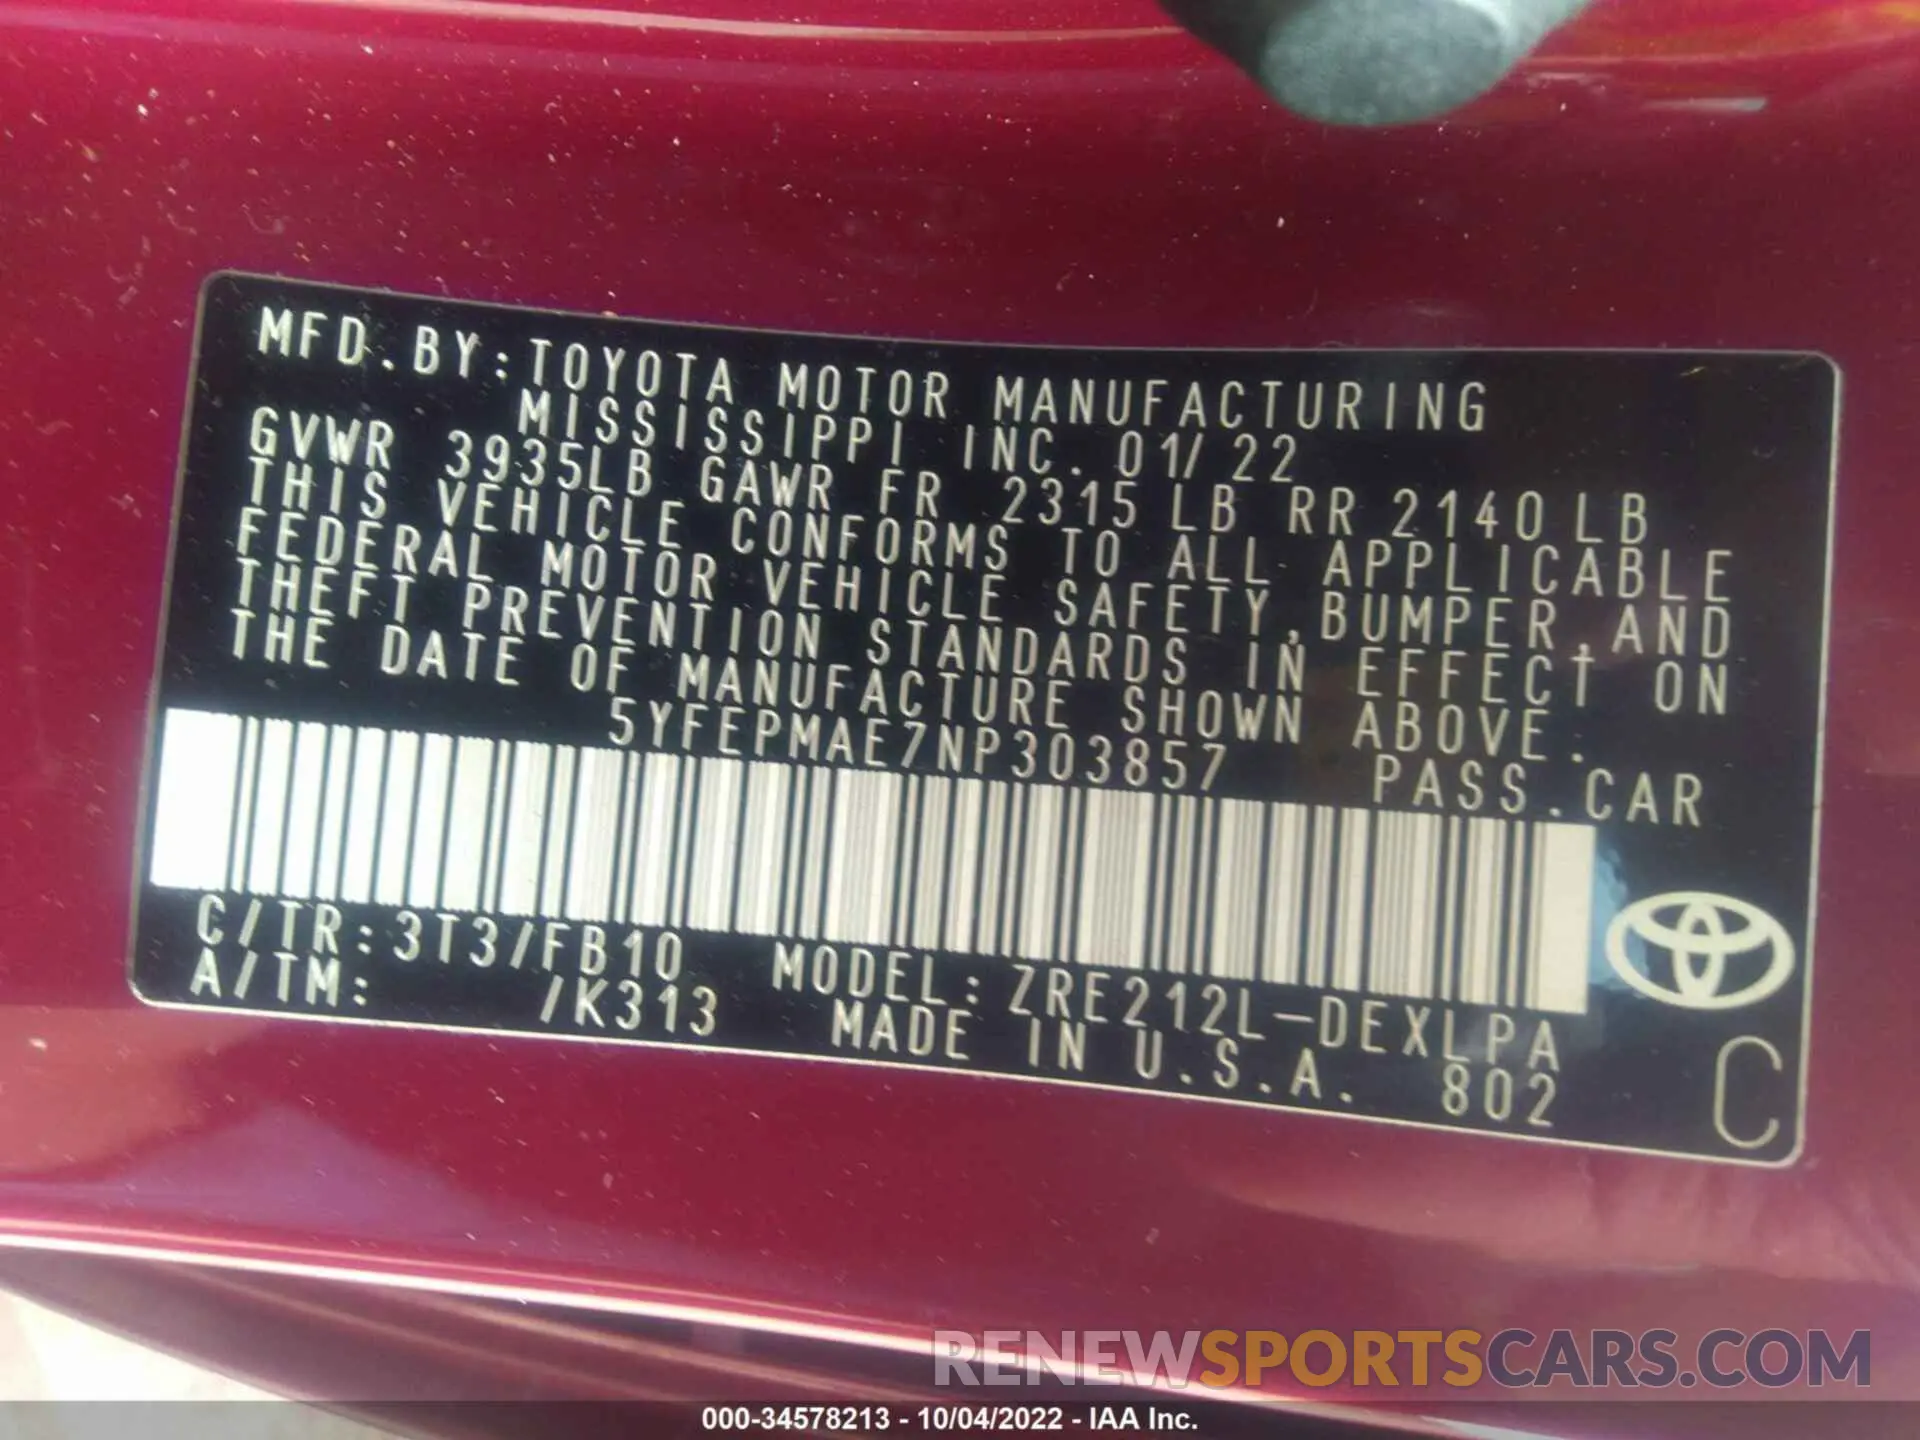 MFD.BY:TOYOTA MOTOR MANUFACTURING
MISSISSIPPI INC. 01/22
GVWR 3935LB GAWR FR 2315LB RR 2140LB
THIS VEHICLE CONFORMS TO ALL APPLICABLE
FEDERAL MOTOR VEHICLE SAFETY,BUMPER,AND
THEFT PREVENTION STANDARDS IN EFFECT ON
THE DATE OF MANUFACTURE SHOWN ABOVE.
5YFEPMAE7NP303857 PASS.CAR
C/TR:3T3/FB10 MODEL:ZRE212L-DEXLPA
A/TM: /K313 MADE IN U.S.A. 802
C
RENEWSPORTSCARS.COM
000-34578213 - 10/04/2022 - IAA Inc.